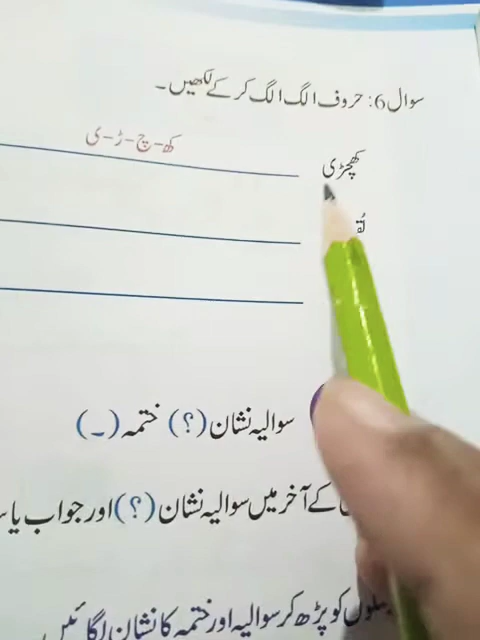 سوال 6: حروف الگ الگ کر کے لکھیں۔
کھچڑی کھ-چ-ڑ-ی
سوالیہ نشان (؟) ختمہ (۔)
کے آخر میں سوالیہ نشان (؟) اور جواب یا
کو پڑھ کر سوالیہ اور ختمہ کا نشان لگائیں